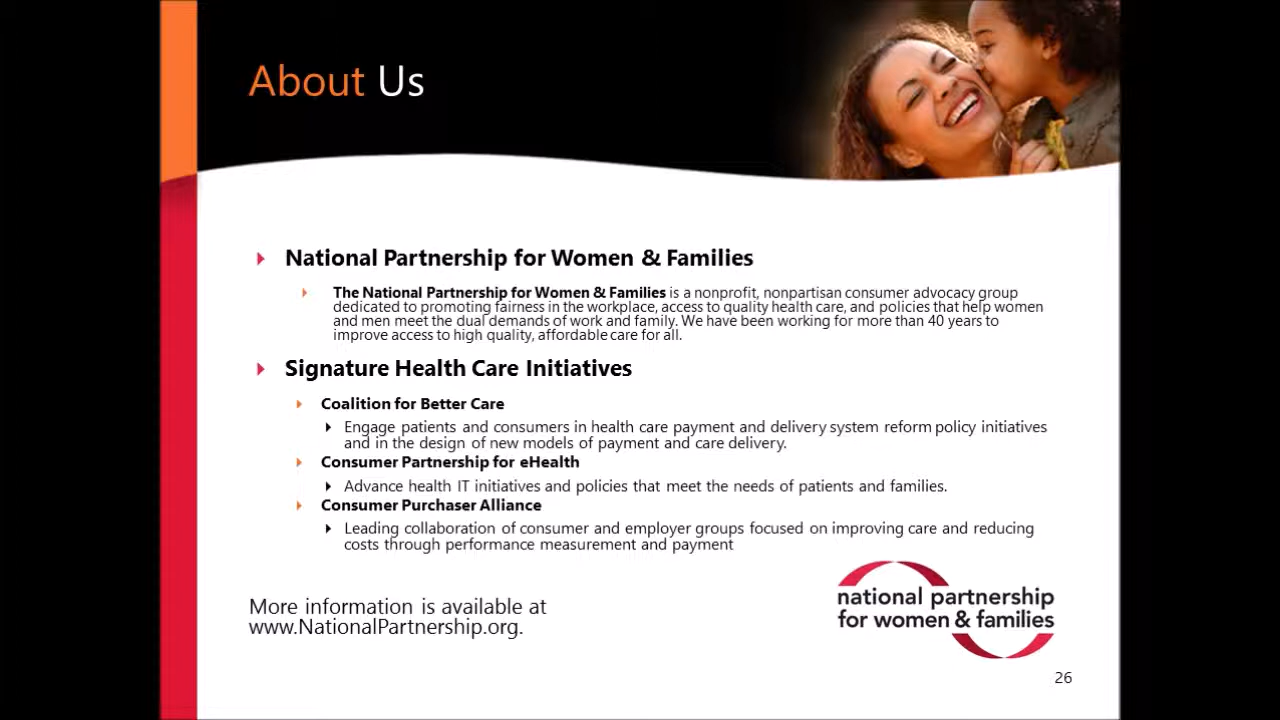 About Us
National Partnership for Women & Families
The National Partnership for Women & Families is a nonprofit, nonpartisan consumer advocacy group
dedicated to promoting fairness in the workplace, access to quality health care, and policies that help women
and men meet the dual demands of work and family. We have been working for more than 40 years to
improve access to high quality, affordable care for all.
Signature Health Care Initiatives
Coalition for Better Care
Engage patients and consumers in health care payment and delivery system reform policy initiatives
and in the design of new models of payment and care delivery.
Consumer Partnership for eHealth
Advance health IT initiatives and policies that meet the needs of patients and families.
Consumer Purchaser Alliance
Leading collaboration of consumer and employer groups focused on improving care and reducing
costs through performance measurement and payment
More information is available at
www.NationalPartnership.org.
national partnership
for women & families
26